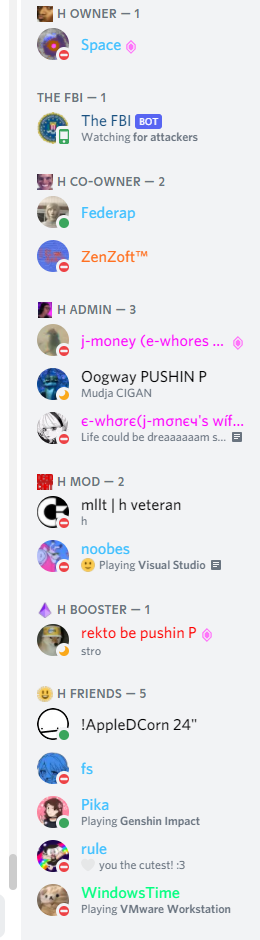 H OWNER — 1
Space
THE FBI — 1
The FBI BOT
Watching for attackers
H CO-OWNER — 2
Federap
ZenZoft™
H ADMIN — 3
j-money (e-whores ...
Oogway PUSHIN P
Mudja CIGAN
є-whσrє(j-mσnєч's wíf...
Life could be dreaaaaaam s...
H MOD — 2
mllt | h veteran
h
noobes
Playing Visual Studio
H BOOSTER — 1
rekto be pushin P
stro
H FRIENDS — 5
!AppleDCorn 24"
fs
Pika
Playing Genshin Impact
rule
you the cutest! :3
WindowsTime
Playing VMware Workstation